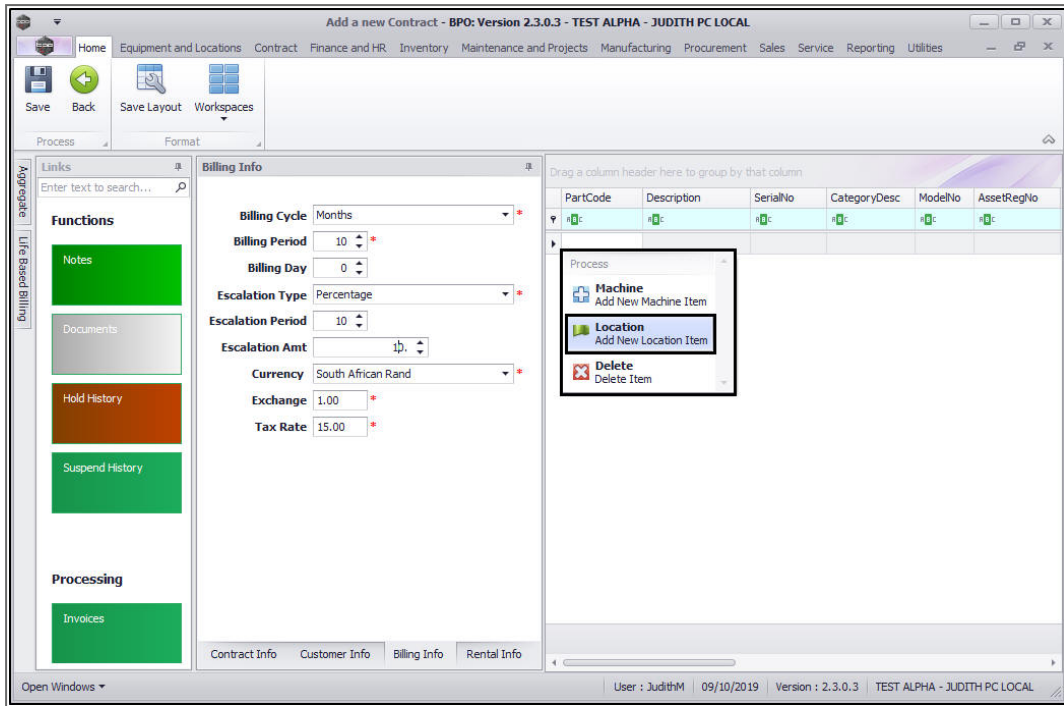 Add a new Contract - BPO: Version 2.3.0.3 - TEST ALPHA - JUDITH PC LOCAL
Home Equipment and Locations Contract Finance and HR Inventory Maintenance and Projects Manufacturing Procurement Sales Service Reporting Utilities
Save Back Save Layout Workspaces
Process Format
Aggregate
Life Based Billing
Links
Enter text to search...
Functions
Notes
Documents
Hold History
Suspend History
Processing
Invoices
Billing Info
Billing Cycle Months *
Billing Period 10 *
Billing Day 0
Escalation Type Percentage *
Escalation Period 10
Escalation Amt
Currency South African Rand *
Exchange 1.00 *
Tax Rate 15.00 *
Contract Info Customer Info Billing Info Rental Info
Drag a column header here to group by that column
PartCode Description SerialNo CategoryDesc ModelNo AssetRegNo
Process
Machine
Add New Machine Item
Location
Add New Location Item
Delete
Delete Item
Open Windows User : JudithM 09/10/2019 Version : 2.3.0.3 TEST ALPHA - JUDITH PC LOCAL